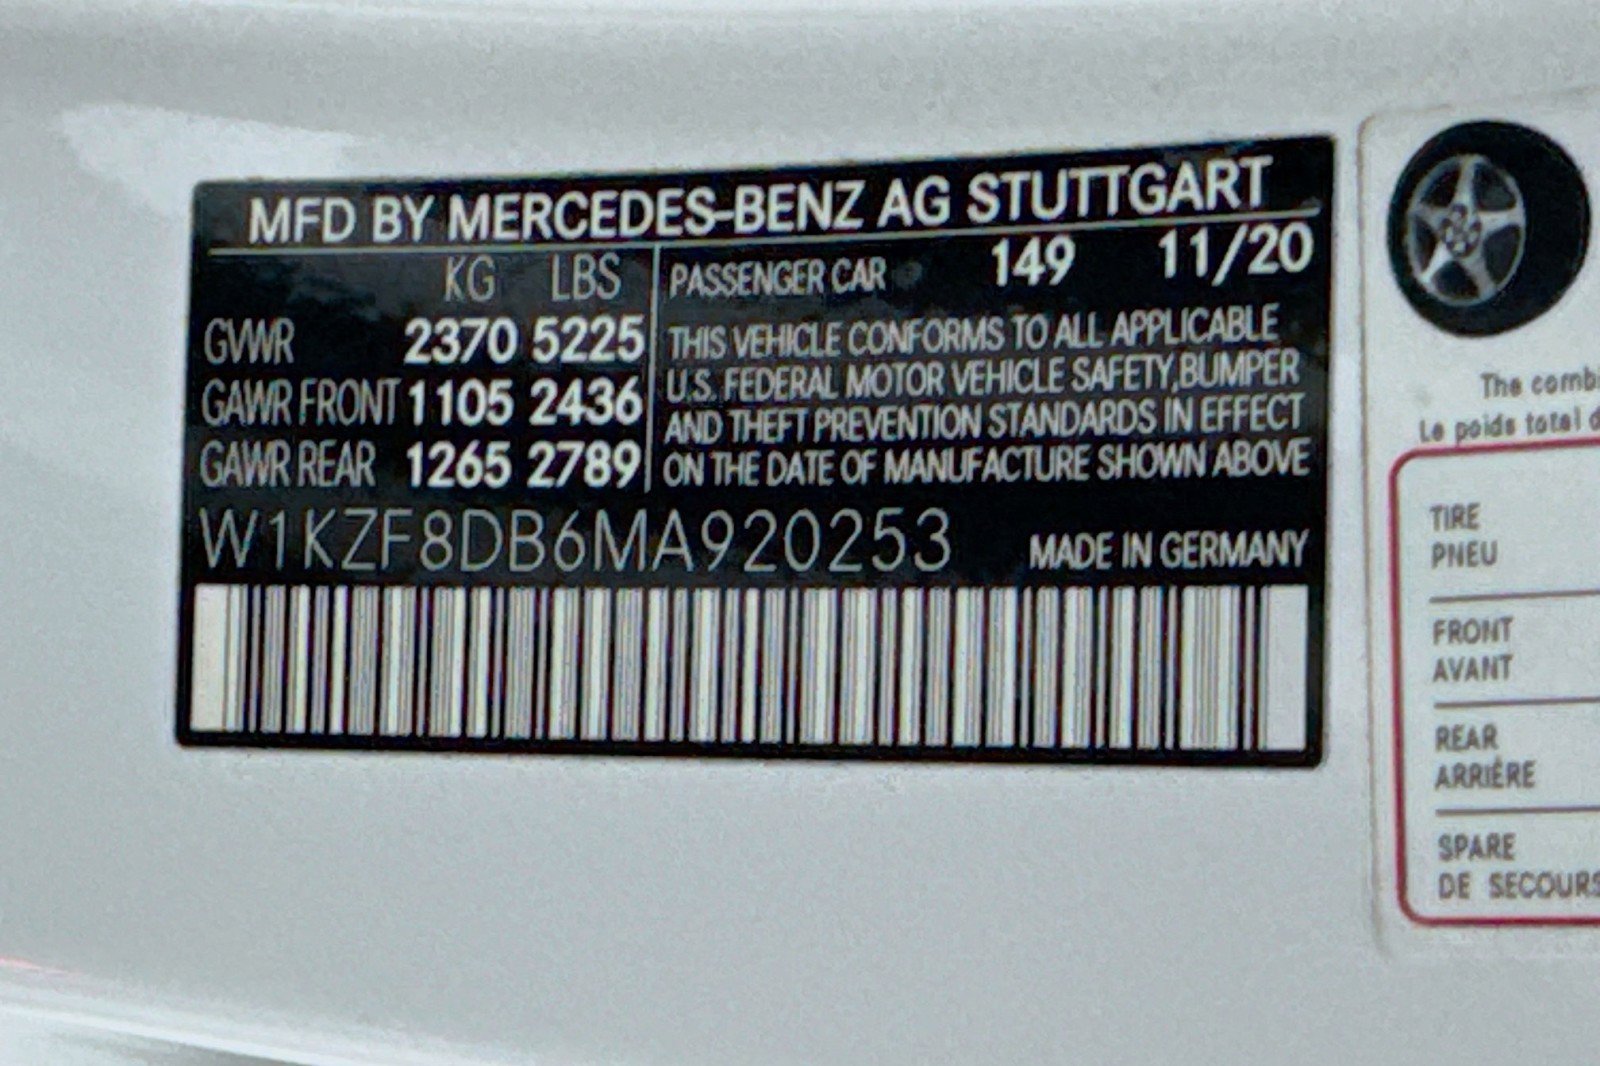 MFD BY MERCEDES-BENZ AG STUTTGART
KG LBS
GVWR 2370 5225
GAWR FRONT 1105 2436
GAWR REAR 1265 2789
PASSENGER CAR 149 11/20
THIS VEHICLE CONFORMS TO ALL APPLICABLE
U.S. FEDERAL MOTOR VEHICLE SAFETY,BUMPER
AND THEFT PREVENTION STANDARDS IN EFFECT
ON THE DATE OF MANUFACTURE SHOWN ABOVE
W1KZF8DB6MA920253 MADE IN GERMANY
The combi
Le poids total d
TIRE
PNEU
FRONT
AVANT
REAR
ARRIÈRE
SPARE
DE SECOURS